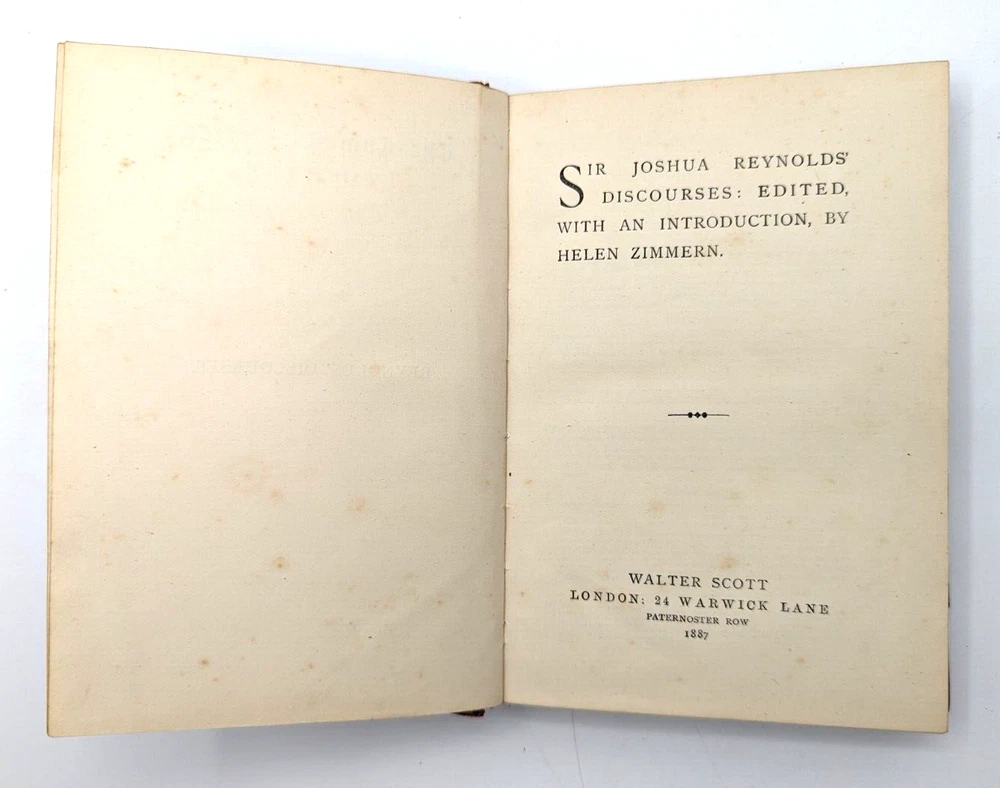 SIR JOSHUA REYNOLDS'
DISCOURSES: EDITED,
WITH AN INTRODUCTION, BY
HELEN ZIMMERN.
WALTER SCOTT
LONDON: 24 WARWICK LANE
PATERNOSTER ROW
1887